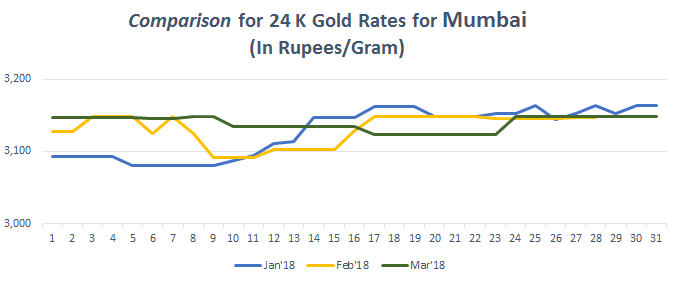 Comparison for 24 K Gold Rates for Mumbai
(In Rupees/Gram)
3,200
3,100
3,000
1 2 3 4 5 6 7 8 9 10 11 12 13 14 15 16 17 18 19 20 21 22 23 24 25 26 27 28 29 30 31
Jan'18 Feb'18 Mar'18